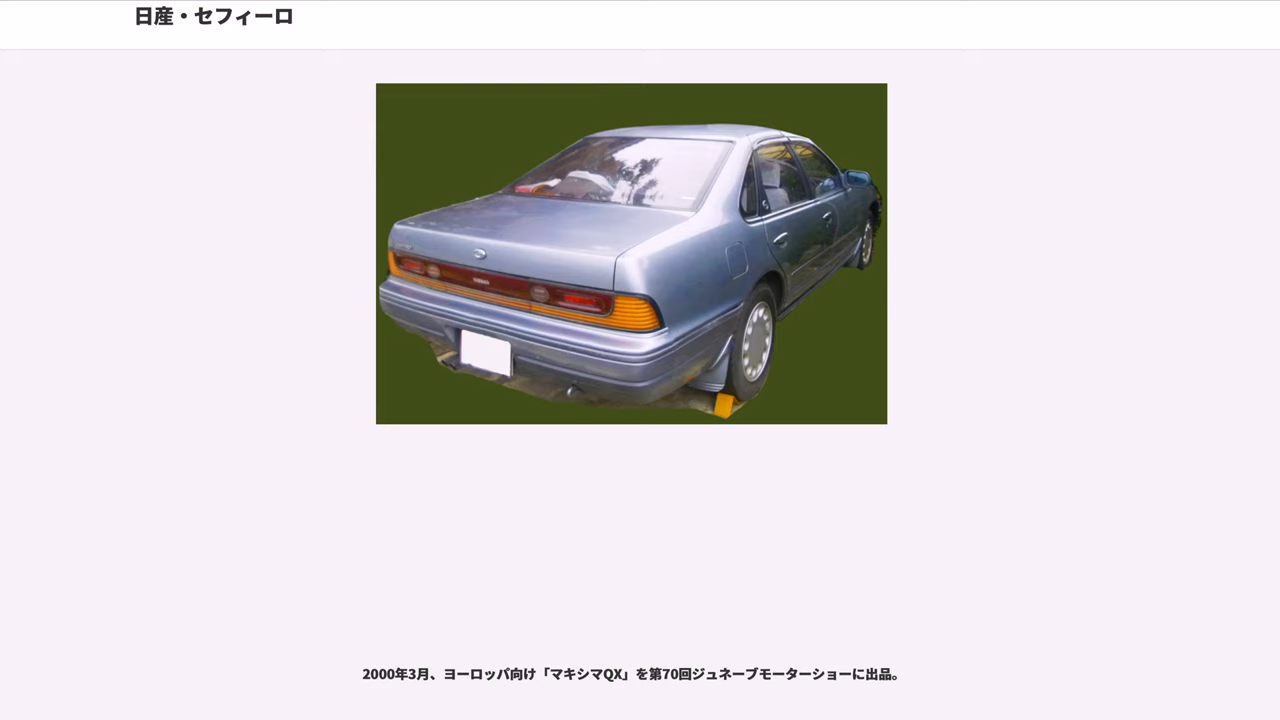 日産・セフィーロ
2000年3月、ヨーロッパ向け「マキシマQX」を第70回ジュネーブモーターショーに出品。